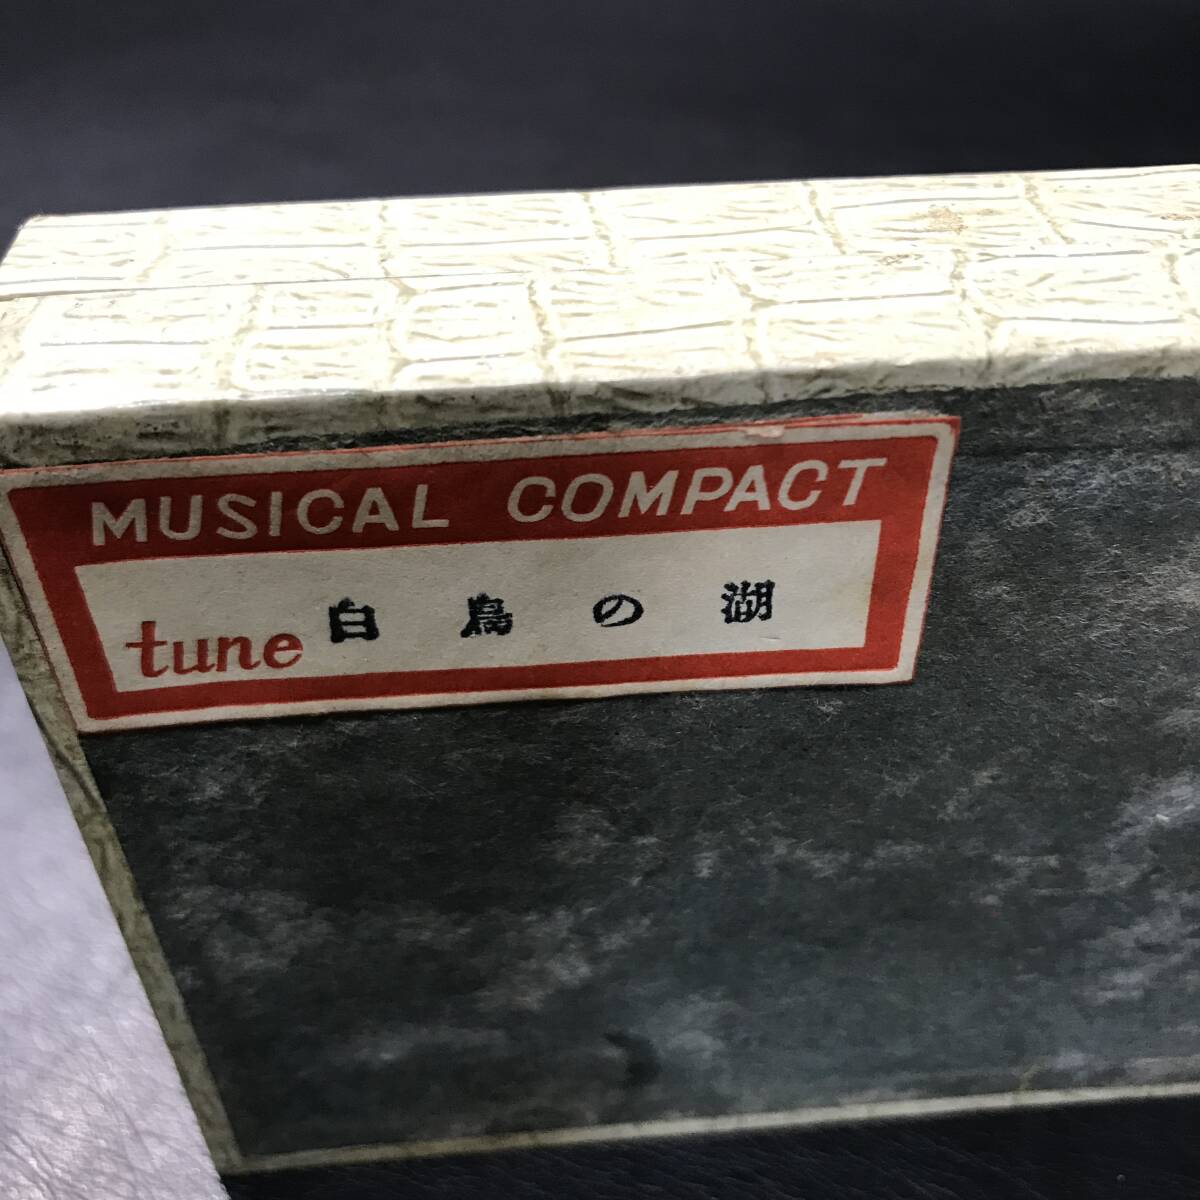 MUSICAL COMPACT
tune 白鳥の湖